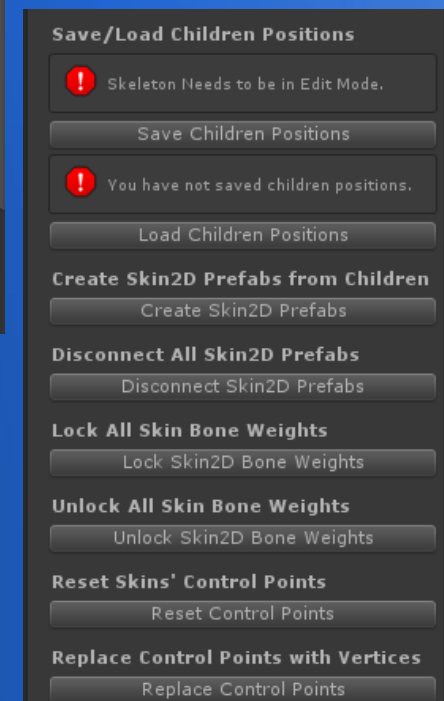 Save/Load Children Positions
Skeleton Needs to be in Edit Mode.
Save Children Positions
You have not saved children positions.
Load Children Positions
Create Skin2D Prefabs from Children
Create Skin2D Prefabs
Disconnect All Skin2D Prefabs
Disconnect Skin2D Prefabs
Lock All Skin Bone Weights
Lock Skin2D Bone Weights
Unlock All Skin Bone Weights
Unlock Skin2D Bone Weights
Reset Skins' Control Points
Reset Control Points
Replace Control Points with Vertices
Replace Control Points